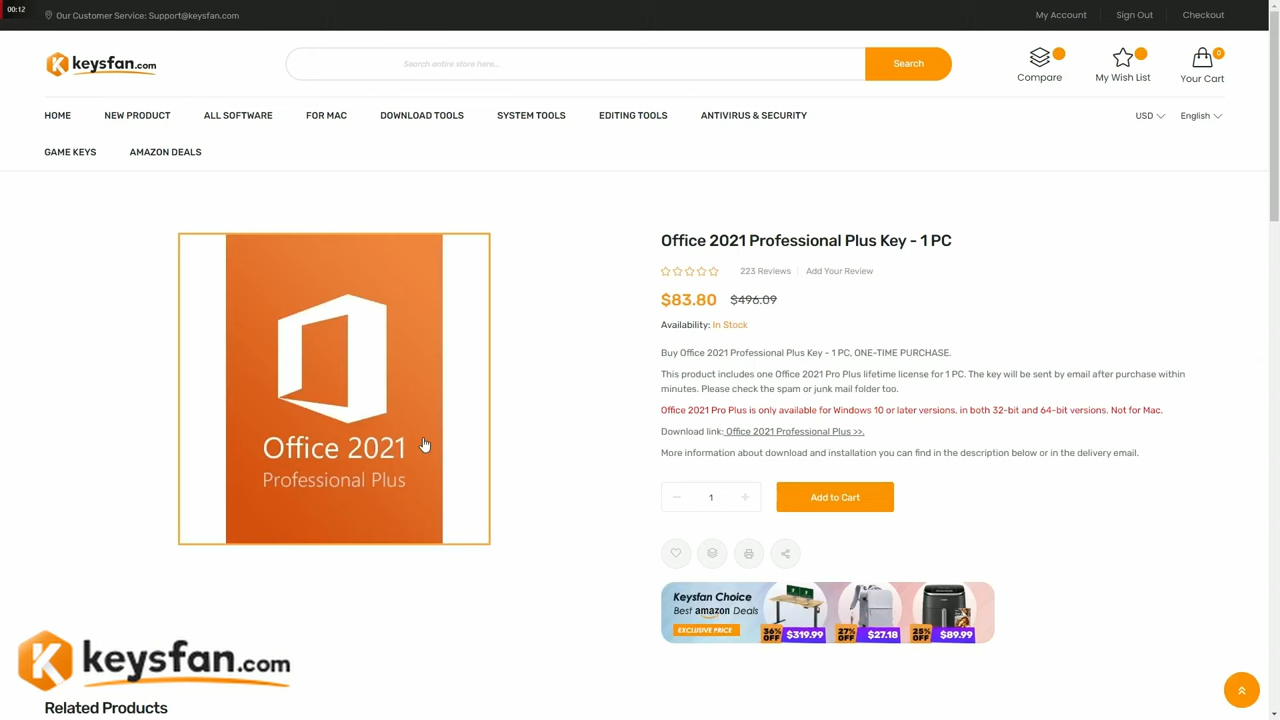 00:12
Our Customer Service: Support@keysfan.com
My Account
Sign Out
Checkout
keysfan.com
Search entire store here...
Search
Compare
My Wish List
0
Your Cart
HOME
NEW PRODUCT
ALL SOFTWARE
FOR MAC
DOWNLOAD TOOLS
SYSTEM TOOLS
EDITING TOOLS
ANTIVIRUS & SECURITY
USD
English
GAME KEYS
AMAZON DEALS
Office 2021
Professional Plus
Office 2021 Professional Plus Key - 1 PC
223 Reviews
Add Your Review
$83.80 $496.09
Availability: In Stock
Buy Office 2021 Professional Plus Key - 1 PC, ONE-TIME PURCHASE.
This product includes one Office 2021 Pro Plus lifetime license for 1 PC. The key will be sent by email after purchase within
minutes. Please check the spam or junk mail folder too.
Office 2021 Pro Plus is only available for Windows 10 or later versions, in both 32-bit and 64-bit versions. Not for Mac.
Download link: Office 2021 Professional Plus >>.
More information about download and installation you can find in the description below or in the delivery email.
1
Add to Cart
Keysfan Choice
Best amazon Deals
EXCLUSIVE PRICE
36% OFF $319.99
27% OFF $27.18
25% OFF $89.99
keysfan.com
Related Products